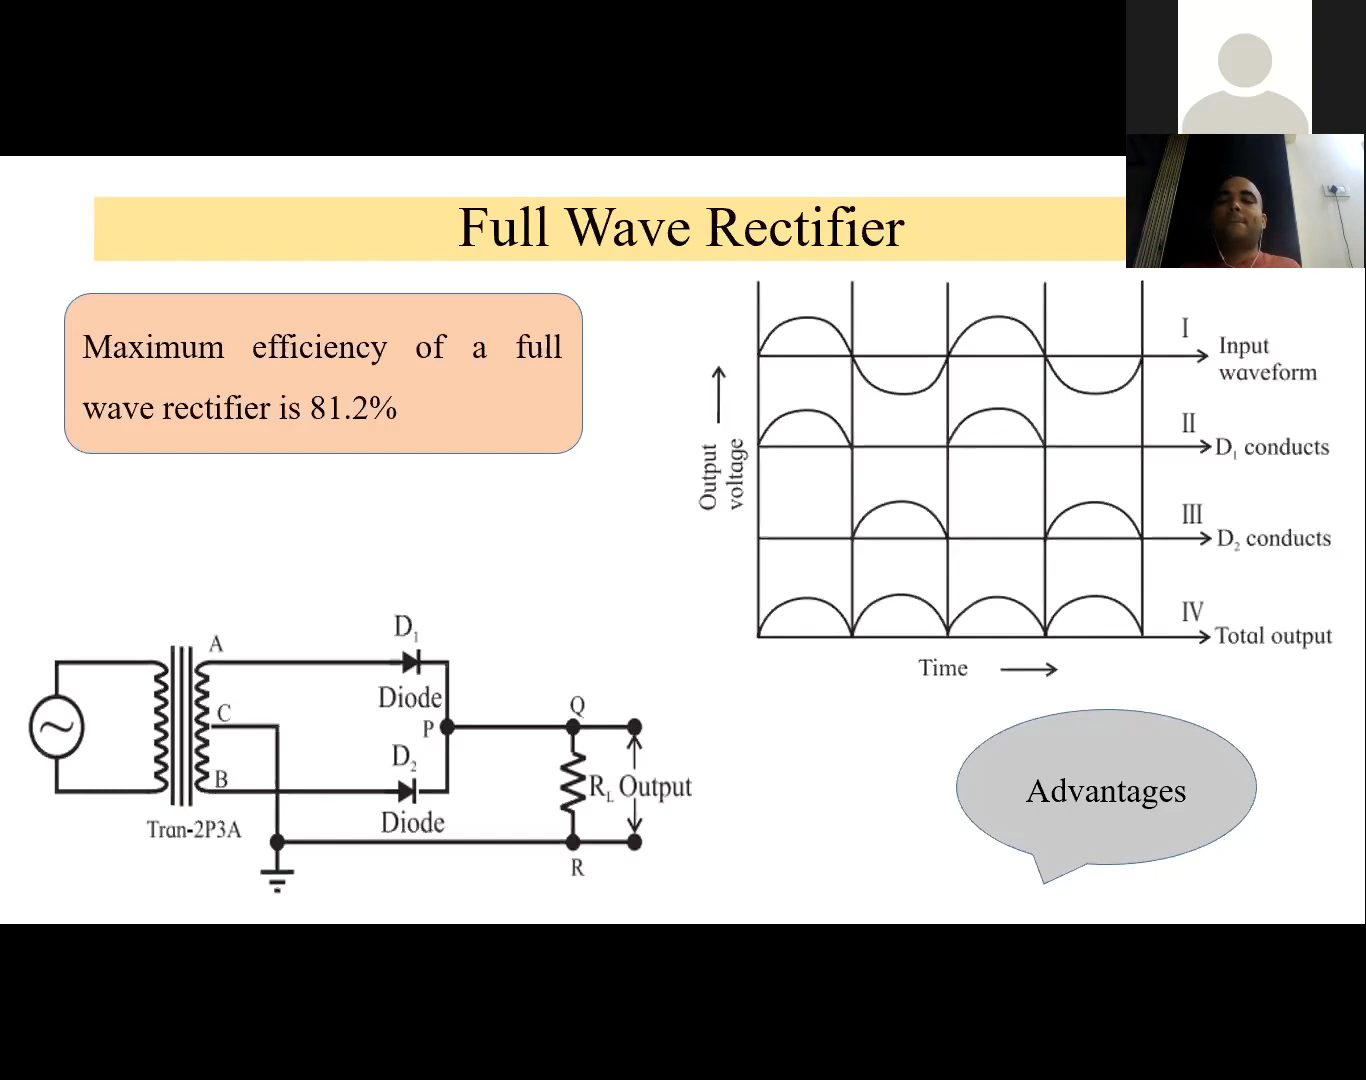 Full Wave Rectifier
Maximum efficiency of a full
wave rectifier is 81.2%
Output
voltage
I
Input
waveform
II
D₁ conducts
III
D₂ conducts
IV
Total output
Time
A
C
B
Tran-2P3A
D₁
Diode
P
D₂
Diode
Q
R_L Output
R
Advantages